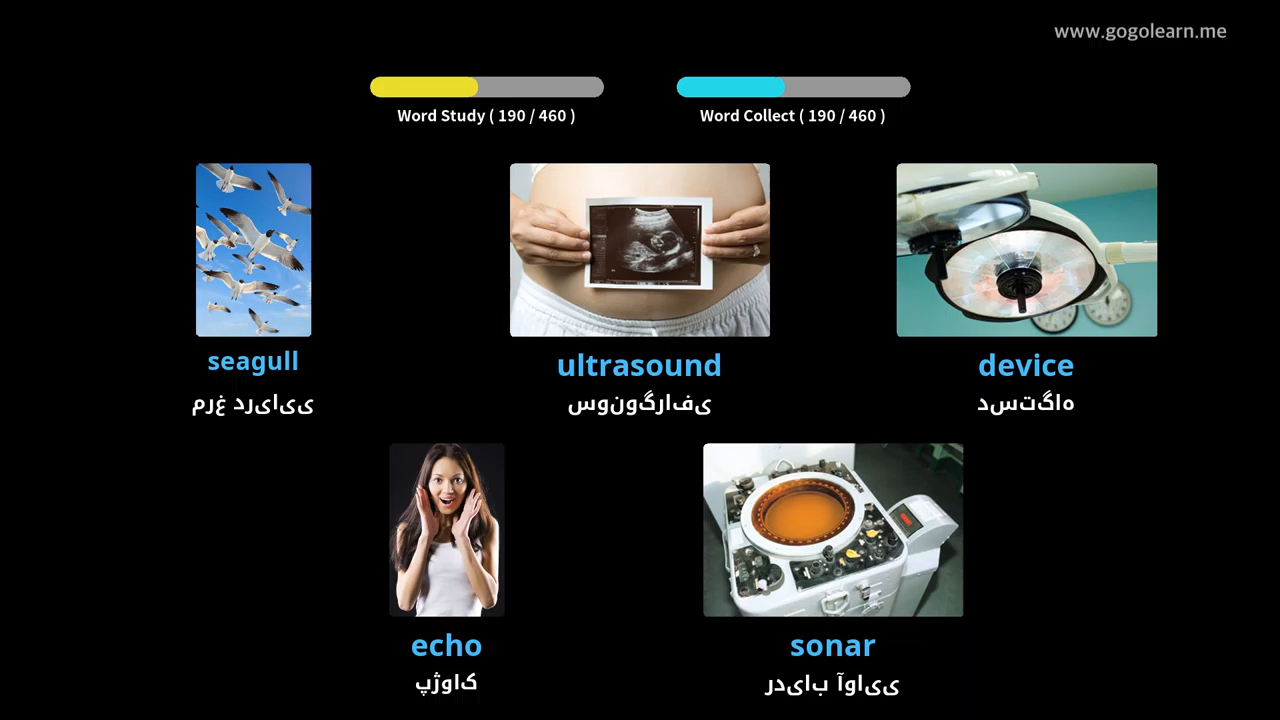 www.gogolearn.me
Word Study ( 190 / 460 )
Word Collect ( 190 / 460 )
seagull
مرغ دریایی
ultrasound
سونوگرافی
device
دستگاه
echo
پژواک
sonar
ردیاب آوایی